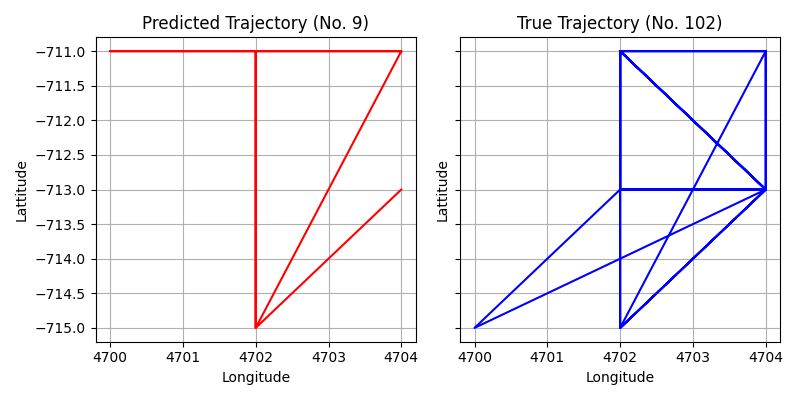 Predicted Trajectory (No. 9)
True Trajectory (No. 102)
Lattitude
−711.0
−711.5
−712.0
−712.5
−713.0
−713.5
−714.0
−714.5
−715.0
4700 4701 4702 4703 4704
Longitude
Lattitude
4700 4701 4702 4703 4704
Longitude